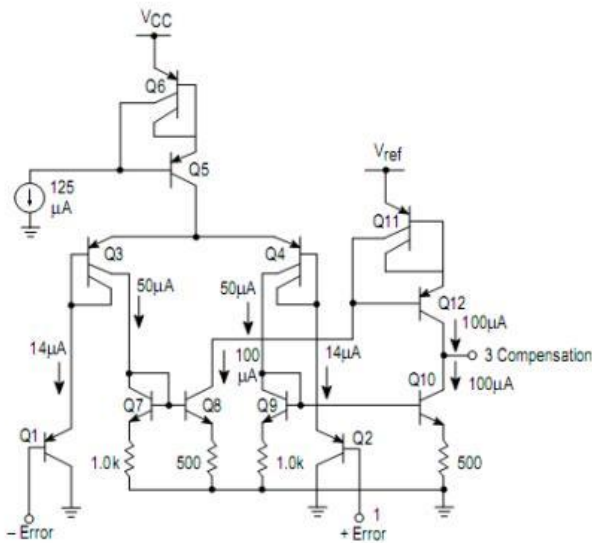 VCC
Q6
Q5
125
μA
Vref
Q11
Q3
Q4
Q12
50μA
50μA
100μA
3 Compensation
14μA
100
μA
14μA
100μA
Q7
Q8
Q9
Q10
Q1
Q2
1.0k
500
1.0k
500
– Error
1
+ Error